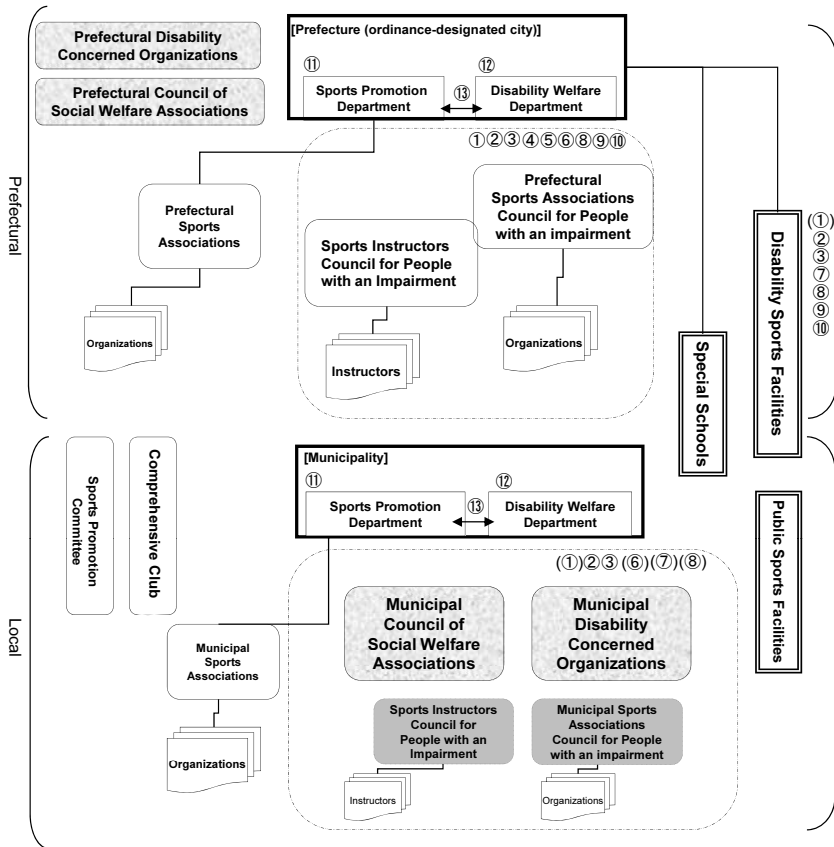 Prefectural
Prefectural Disability
Concerned Organizations
Prefectural Council of
Social Welfare Associations
[Prefecture (ordinance-designated city)]
⑪
Sports Promotion
Department
⑬
⑫
Disability Welfare
Department
①②③④⑤⑥⑧⑨⑩
Prefectural
Sports
Associations
Organizations
Sports Instructors
Council for People
with an Impairment
Instructors
Prefectural
Sports Associations
Council for People
with an impairment
Organizations
Special Schools
Disability Sports Facilities
(①)
②
③
⑦
⑧
⑨
⑩
Local
Sports Promotion
Committee
Comprehensive Club
[Municipality]
⑪
Sports Promotion
Department
⑬
⑫
Disability Welfare
Department
(①)②③(⑥)(⑦)(⑧)
Municipal
Sports
Associations
Organizations
Municipal
Council of
Social Welfare
Associations
Municipal
Disability
Concerned
Organizations
Sports Instructors
Council for
People with an
Impairment
Instructors
Municipal Sports
Associations
Council for People
with an impairment
Organizations
Public Sports Facilities